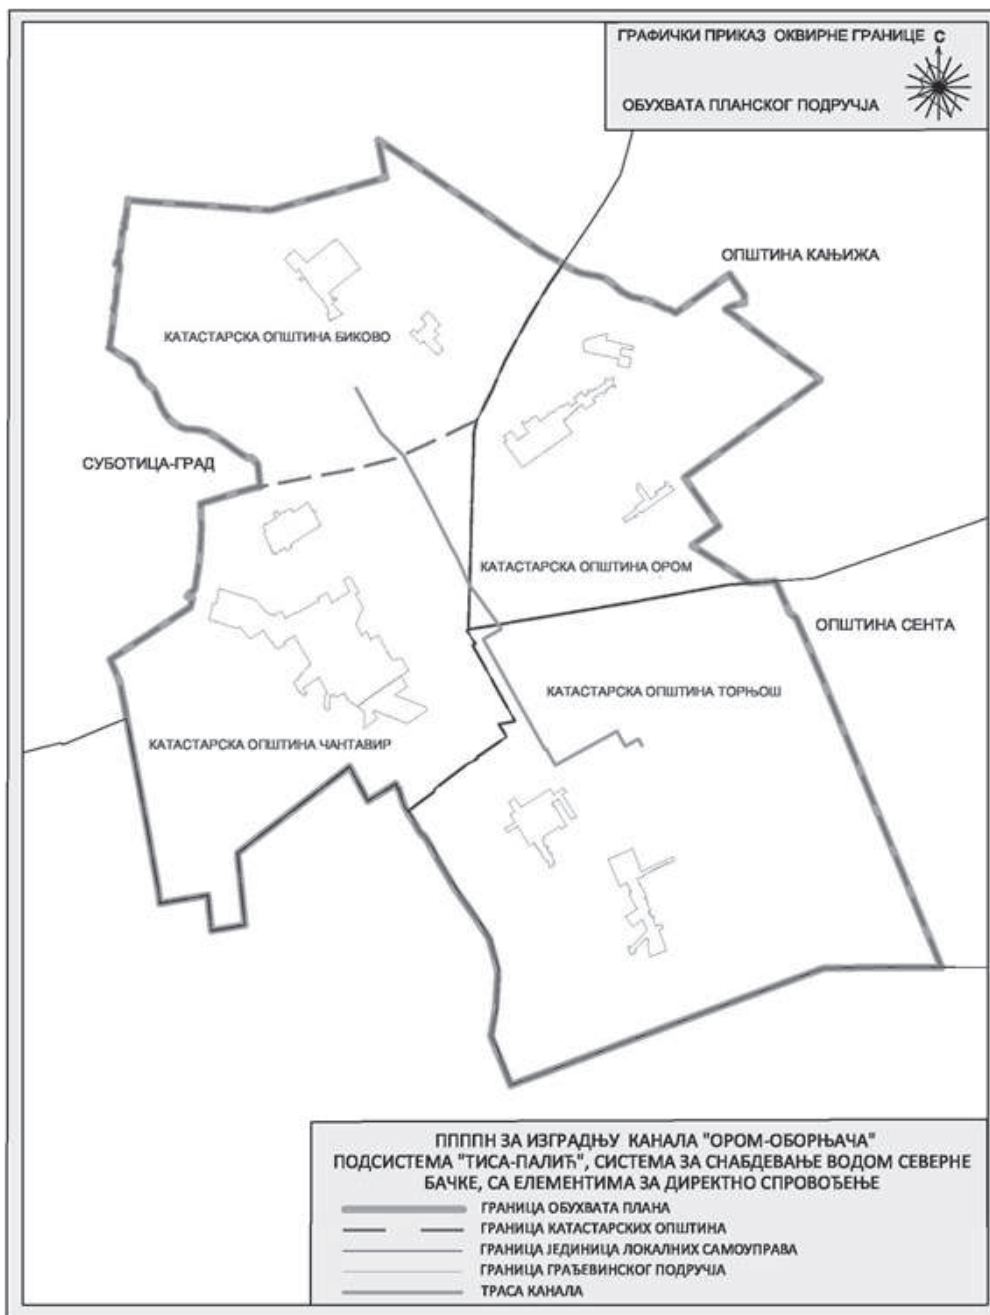 ГРАФИЧКИ ПРИКАЗ ОКВИРНЕ ГРАНИЦЕ С
ОБУХВАТА ПЛАНСКОГ ПОДРУЧЈА
ОПШТИНА КАЊИЖА
КАТАСТАРСКА ОПШТИНА БИКОВО
СУБОТИЦА-ГРАД
КАТАСТАРСКА ОПШТИНА ОРОМ
ОПШТИНА СЕНТА
КАТАСТАРСКА ОПШТИНА ТОРЊОШ
КАТАСТАРСКА ОПШТИНА ЧАНТАВИР
ППППН ЗА ИЗГРАДЊУ КАНАЛА "ОРОМ-ОБОРЊАЧА"
ПОДСИСТЕМА "ТИСА-ПАЛИЋ", СИСТЕМА ЗА СНАБДЕВАЊЕ ВОДОМ СЕВЕРНЕ
БАЧКЕ, СА ЕЛЕМЕНТИМА ЗА ДИРЕКТНО СПРОВОЂЕЊЕ
ГРАНИЦА ОБУХВАТА ПЛАНА
ГРАНИЦА КАТАСТАРСКИХ ОПШТИНА
ГРАНИЦА ЈЕДИНИЦА ЛОКАЛНИХ САМОУПРАВА
ГРАНИЦА ГРАЂЕВИНСКОГ ПОДРУЧЈА
ТРАСА КАНАЛА